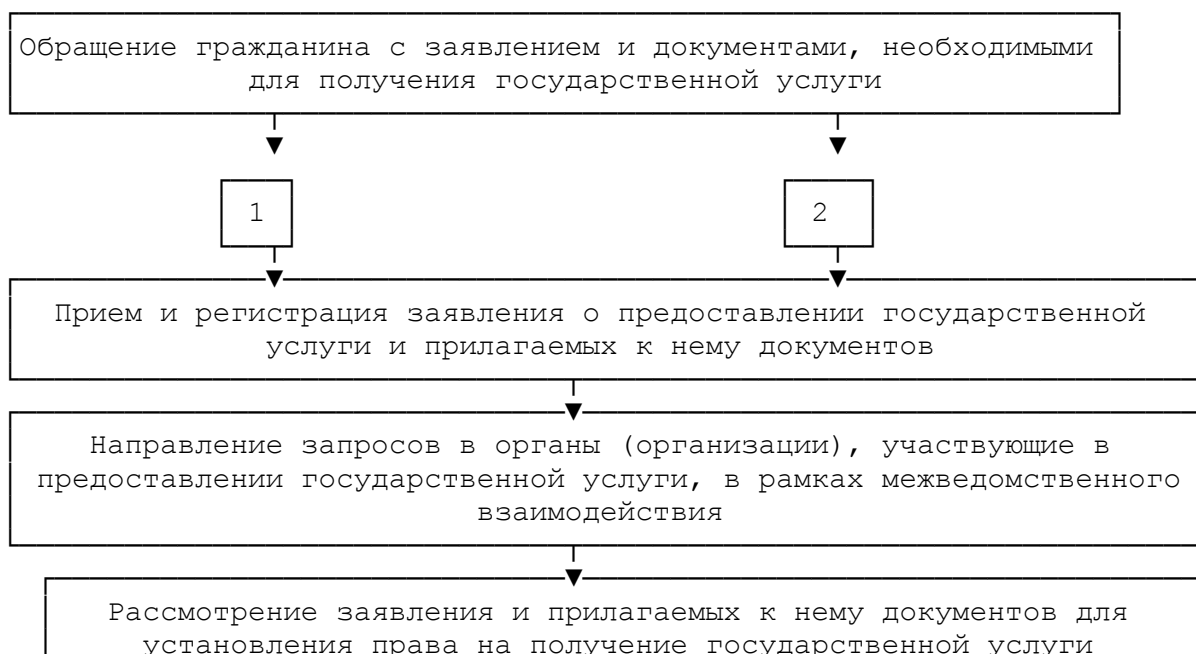 Обращение гражданина с заявлением и документами, необходимыми
для получения государственной услуги
1 2
Прием и регистрация заявления о предоставлении государственной
услуги и прилагаемых к нему документов
Направление запросов в органы (организации), участвующие в
предоставлении государственной услуги, в рамках межведомственного
взаимодействия
Рассмотрение заявления и прилагаемых к нему документов для
установления права на получение государственной услуги